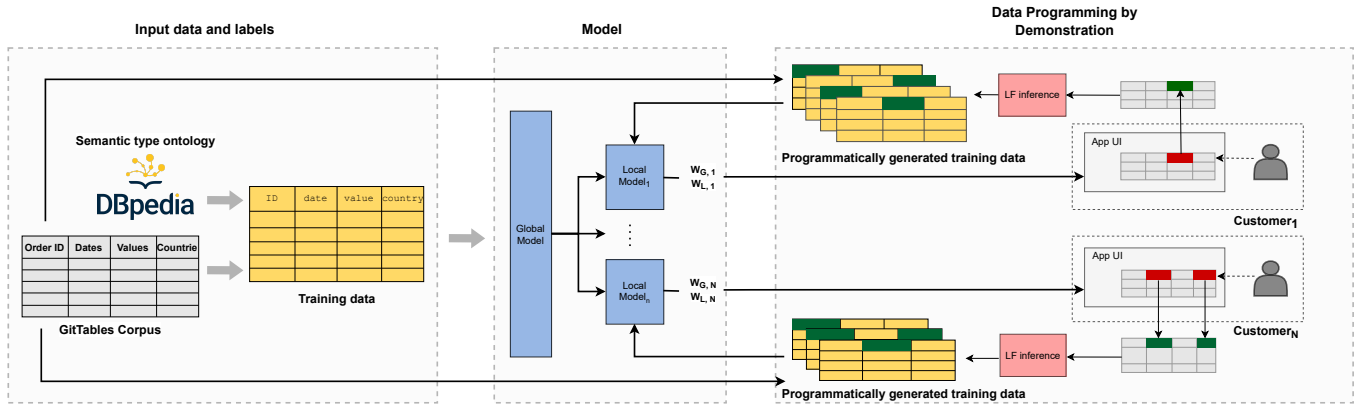 Input data and labels
Semantic type ontology
DBpedia
Order ID Dates Values Countrie
GitTables Corpus
ID date value country
Training data
Model
Global
Model
Local
Model1
Local
Modeln
WG, 1
WL, 1
WG, N
WL, N
Data Programming by
Demonstration
Programmatically generated training data
LF inference
App UI
Customer1
App UI
CustomerN
LF inference
Programmatically generated training data